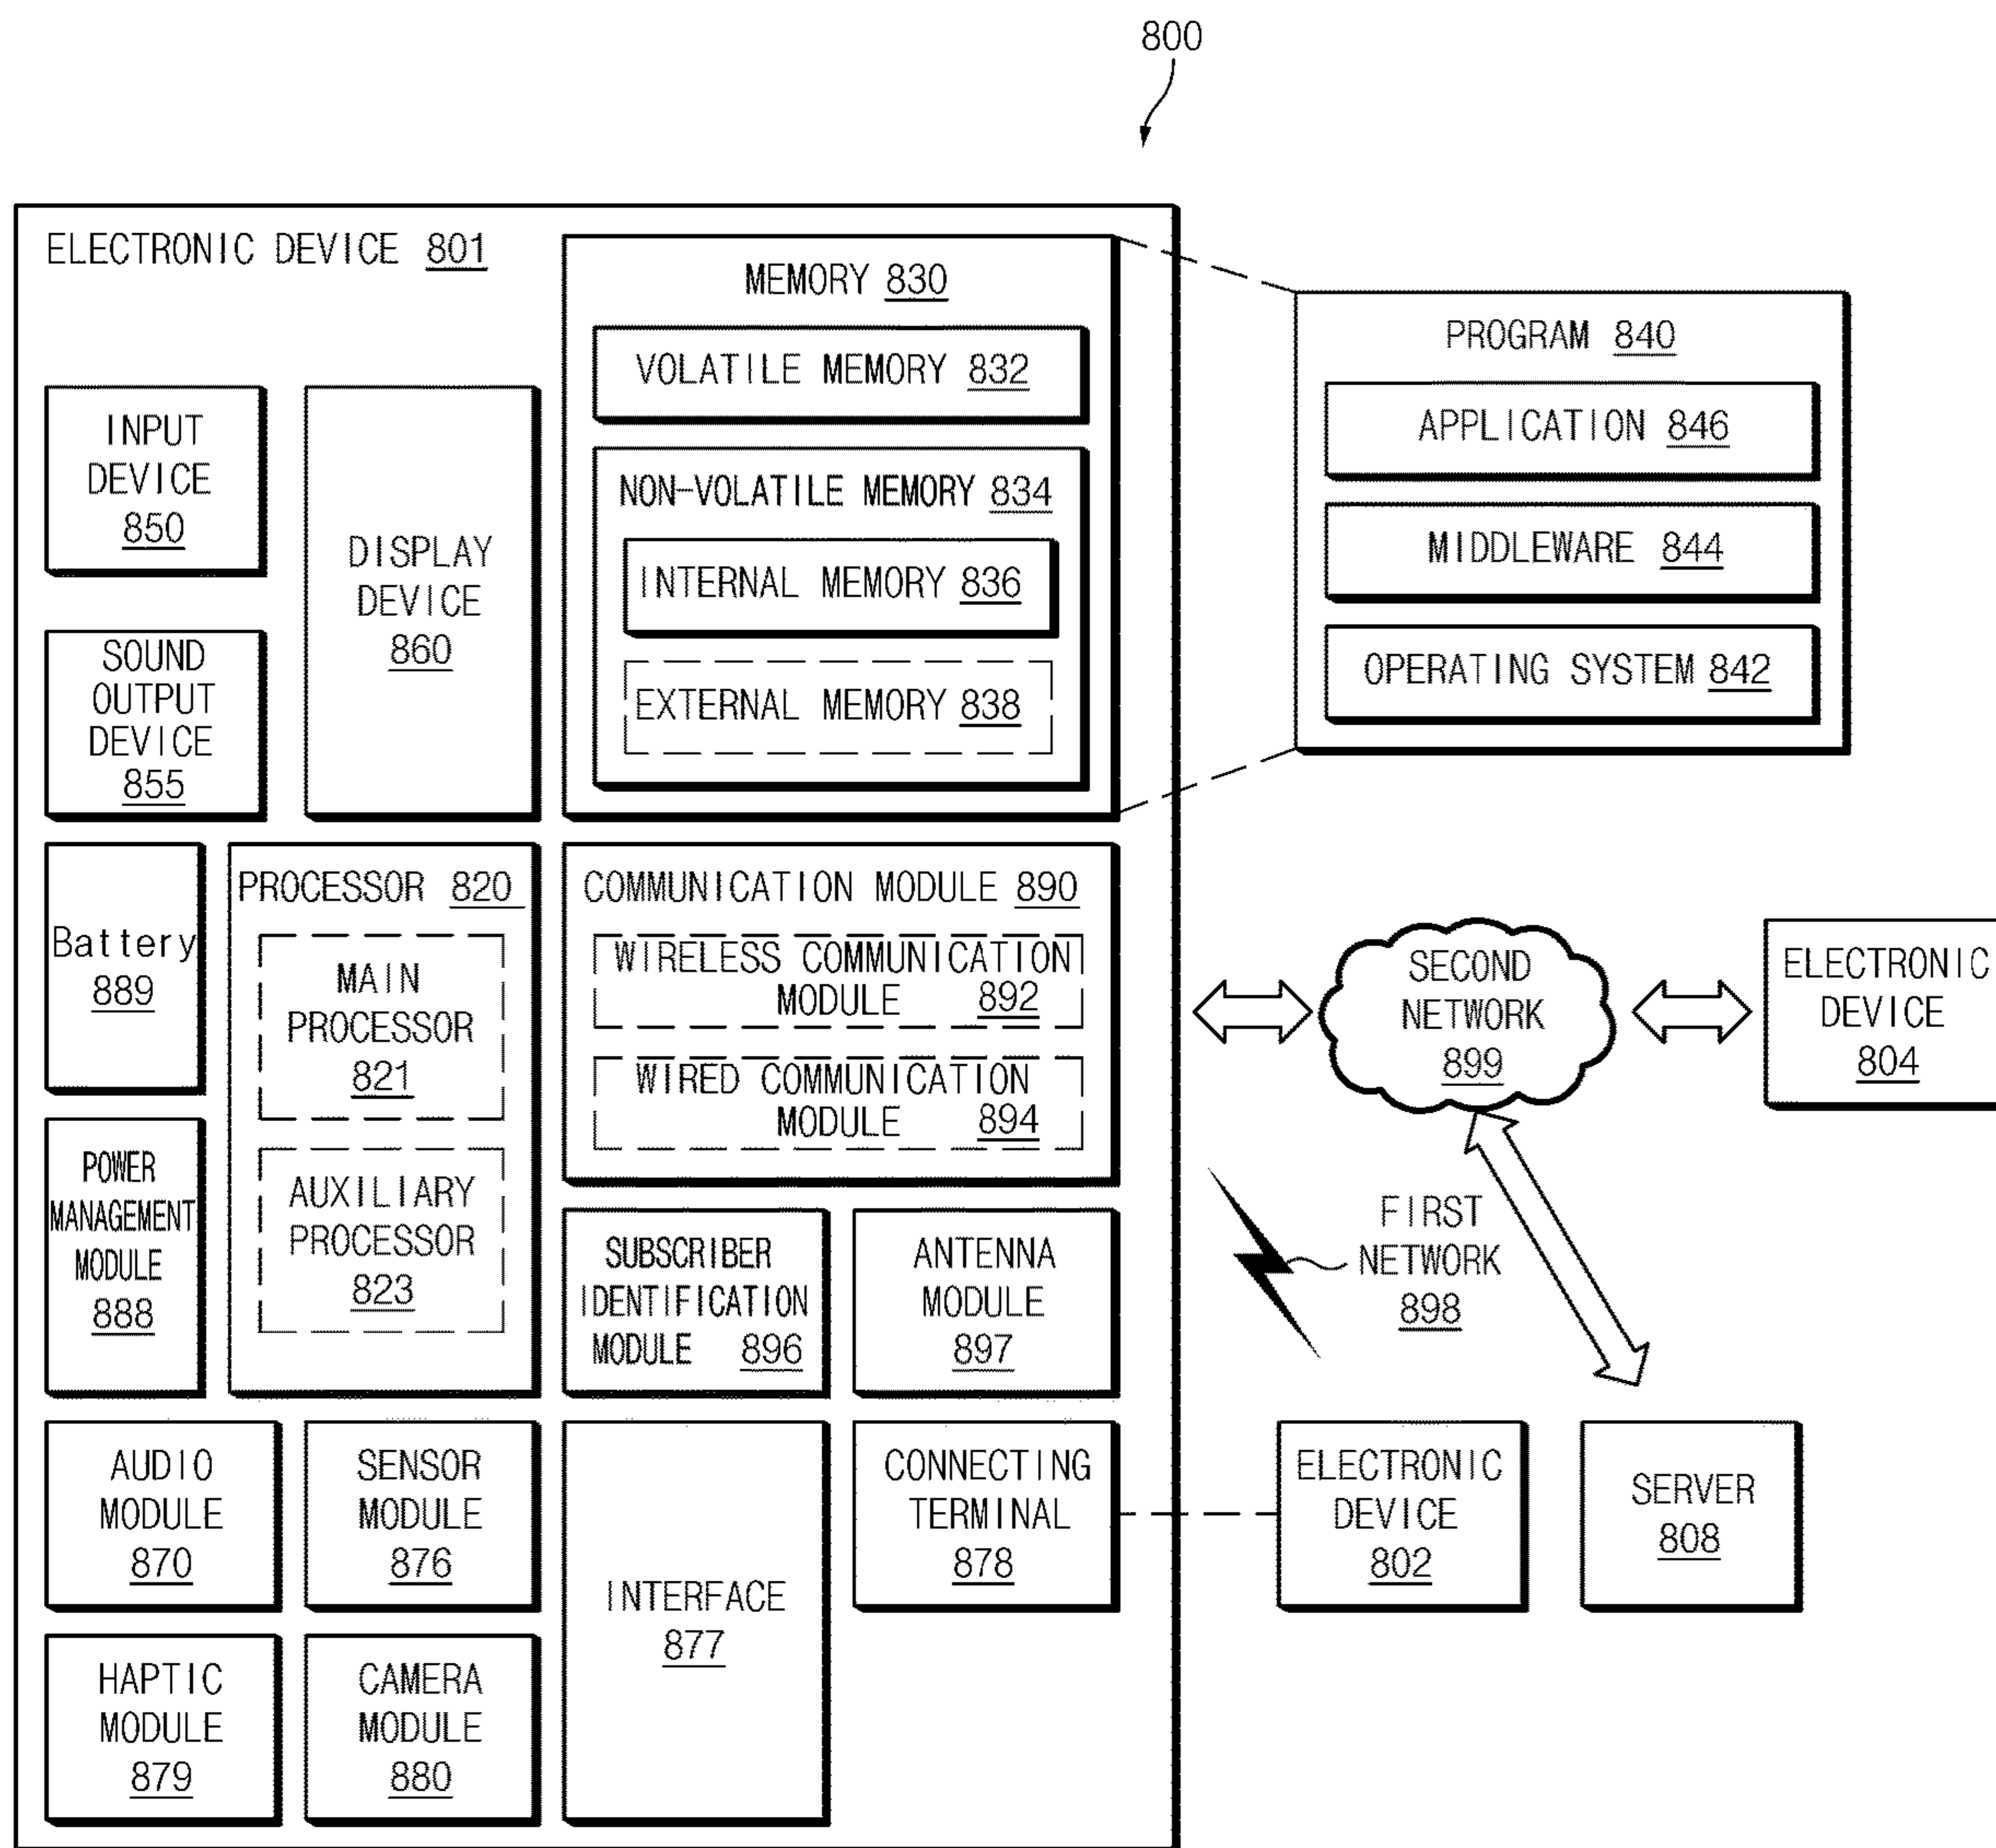 800
ELECTRONIC DEVICE 801
INPUT
DEVICE
850
SOUND
OUTPUT
DEVICE
855
DISPLAY
DEVICE
860
MEMORY 830
VOLATILE MEMORY 832
NON-VOLATILE MEMORY 834
INTERNAL MEMORY 836
EXTERNAL MEMORY 838
PROGRAM 840
APPLICATION 846
MIDDLEWARE 844
OPERATING SYSTEM 842
Battery
889
POWER
MANAGEMENT
MODULE
888
PROCESSOR 820
MAIN
PROCESSOR
821
AUXILIARY
PROCESSOR
823
COMMUNICATION MODULE 890
WIRELESS COMMUNICATION
MODULE 892
WIRED COMMUNICATION
MODULE 894
SUBSCRIBER
IDENTIFICATION
MODULE 896
ANTENNA
MODULE
897
SECOND
NETWORK
899
ELECTRONIC
DEVICE
804
FIRST
NETWORK
898
AUDIO
MODULE
870
SENSOR
MODULE
876
INTERFACE
877
CONNECTING
TERMINAL
878
ELECTRONIC
DEVICE
802
SERVER
808
HAPTIC
MODULE
879
CAMERA
MODULE
880